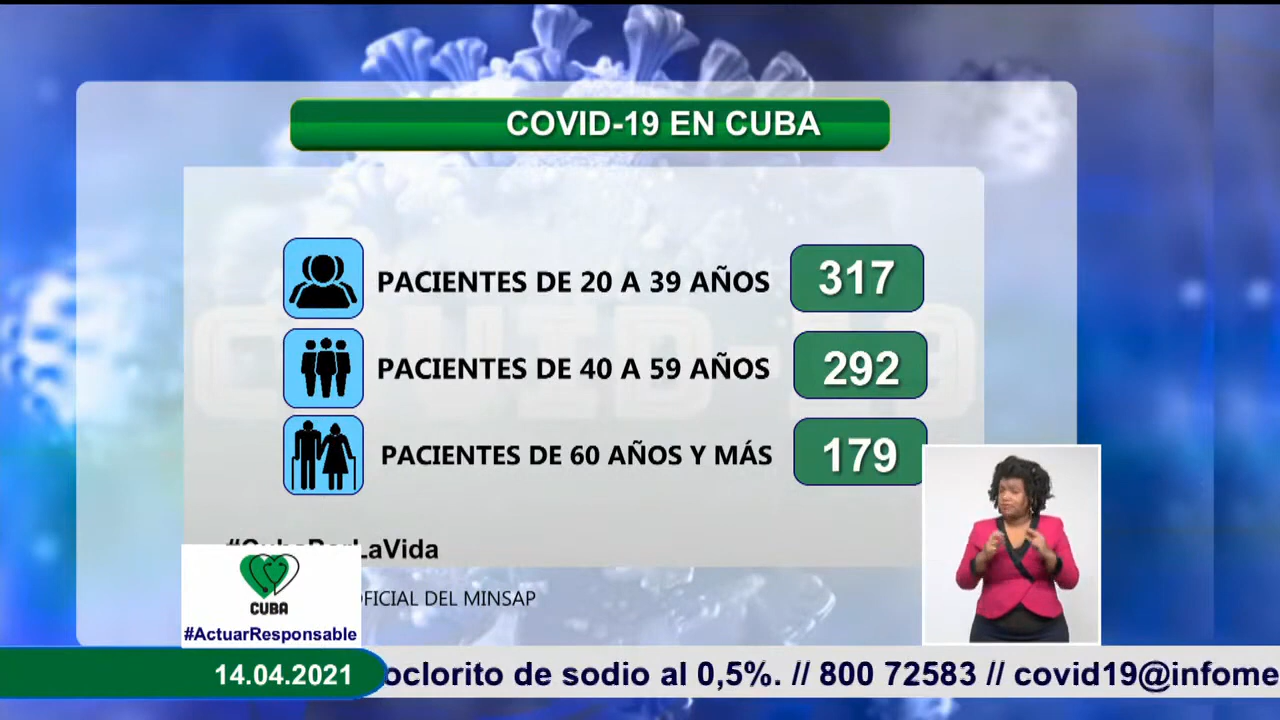 COVID-19 EN CUBA
PACIENTES DE 20 A 39 AÑOS 317
PACIENTES DE 40 A 59 AÑOS 292
PACIENTES DE 60 AÑOS Y MÁS 179
LaVida
CUBA
OFICIAL DEL MINSAP
#ActuarResponsable
14.04.2021
oclorito de sodio al 0,5%. // 800 72583 // covid19@infome